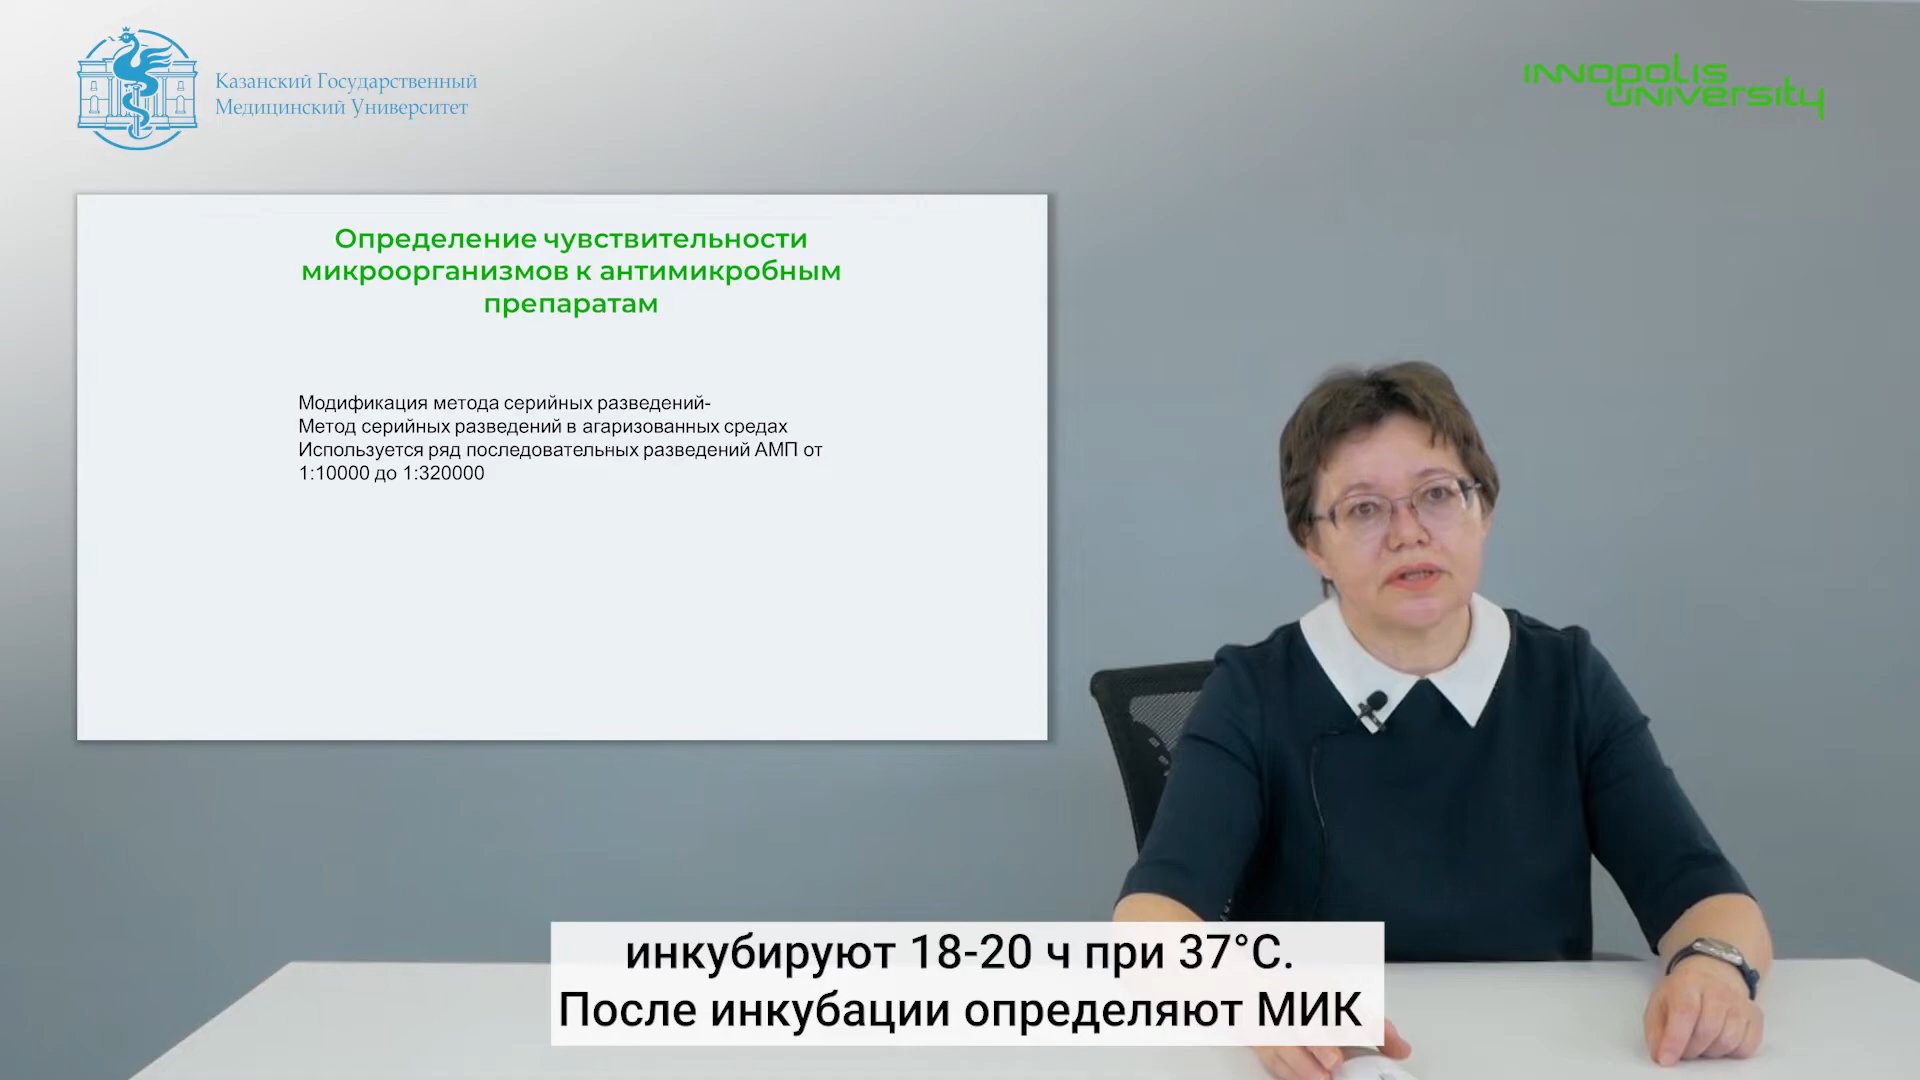 Казанский Государственный
Медицинский Университет
INNOPOLIS
UNIVERSITY
Определение чувствительности
микроорганизмов к антимикробным
препаратам
Модификация метода серийных разведений-
Метод серийных разведений в агаризованных средах
Используется ряд последовательных разведений АМП от
1:10000 до 1:320000
инкубируют 18-20 ч при 37°С.
После инкубации определяют МИК